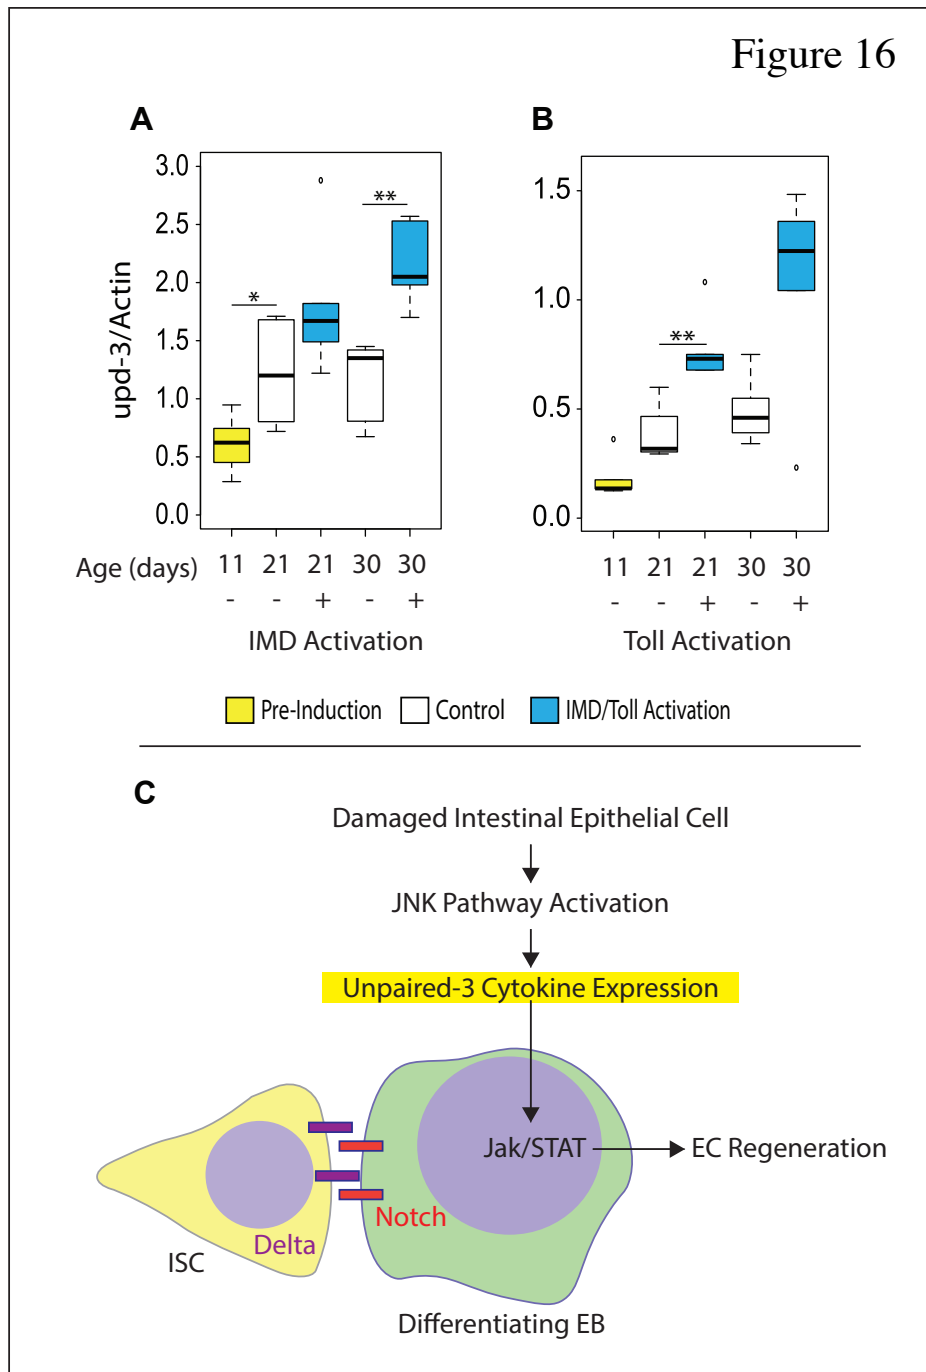 Figure 16
A
B
upd-3/Actin
3.0
2.5
2.0
1.5
1.0
0.5
0.0
*
**
1.5
1.0
0.5
0.0
**
Age (days) 11 21 21 30 30
- - + - +
IMD Activation
11 21 21 30 30
- - + - +
Toll Activation
Pre-Induction Control IMD/Toll Activation
C
Damaged Intestinal Epithelial Cell
JNK Pathway Activation
Unpaired-3 Cytokine Expression
Jak/STAT
EC Regeneration
Notch
Delta
ISC
Differentiating EB